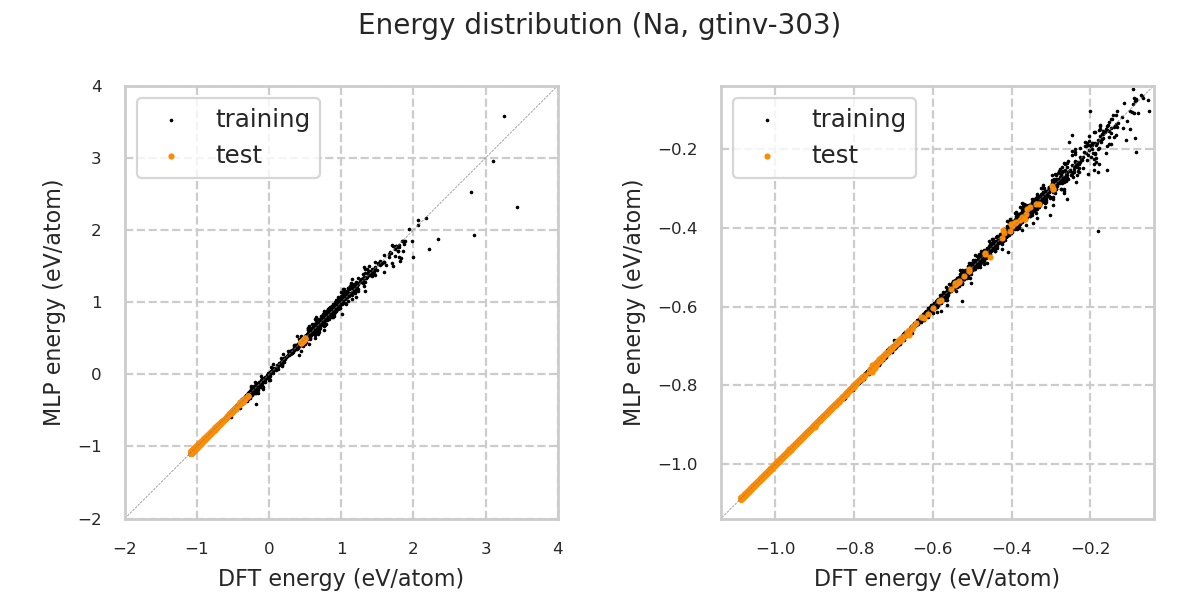 Energy distribution (Na, gtinv-303)
training
test
4
3
2
1
0
−1
−2
−2
−1
0
1
2
3
4
MLP energy (eV/atom)
DFT energy (eV/atom)
training
test
−0.2
−0.4
−0.6
−0.8
−1.0
−1.0
−0.8
−0.6
−0.4
−0.2
MLP energy (eV/atom)
DFT energy (eV/atom)